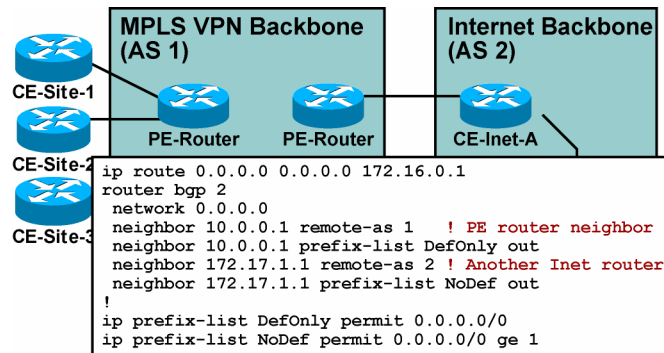 MPLS VPN Backbone
(AS 1)
Internet Backbone
(AS 2)
CE-Site-1
PE-Router
PE-Router
CE-Inet-A
CE-Site-2
CE-Site-3
ip route 0.0.0.0 0.0.0.0 172.16.0.1
router bgp 2
network 0.0.0.0
neighbor 10.0.0.1 remote-as 1 ! PE router neighbor
neighbor 10.0.0.1 prefix-list DefOnly out
neighbor 172.17.1.1 remote-as 2 ! Another Inet router
neighbor 172.17.1.1 prefix-list NoDef out
!
ip prefix-list DefOnly permit 0.0.0.0/0
ip prefix-list NoDef permit 0.0.0.0/0 ge 1